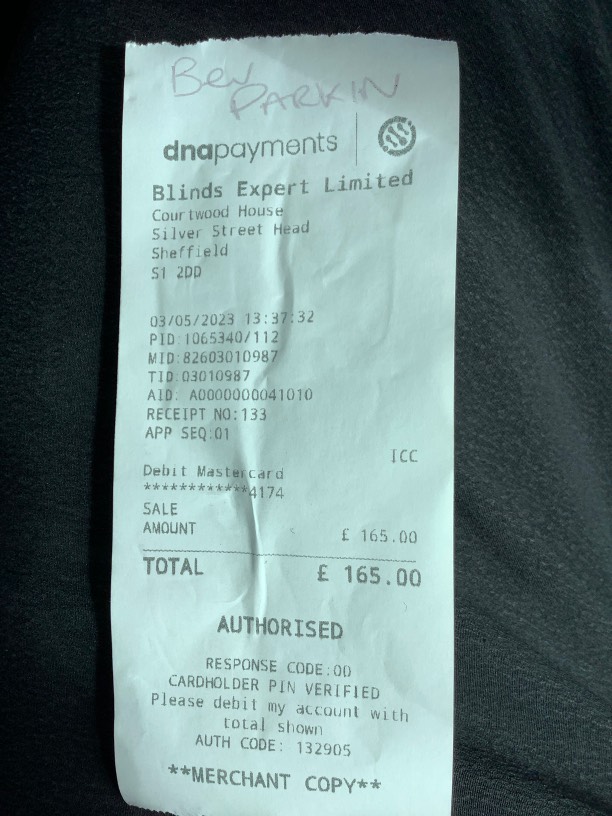 Bev
PARKIN
dnapayments
Blinds Expert Limited
Courtwood House
Silver Street Head
Sheffield
S1 2DD
03/05/2023 13:37:32
PID:1065340/112
MID:82603010987
TID:03010987
AID: A0000000041010
RECEIPT NO:133
APP SEQ:01
ICC
Debit Mastercard
************4174
SALE
AMOUNT £ 165.00
TOTAL £ 165.00
AUTHORISED
RESPONSE CODE:00
CARDHOLDER PIN VERIFIED
Please debit my account with
total shown
AUTH CODE: 132905
**MERCHANT COPY**